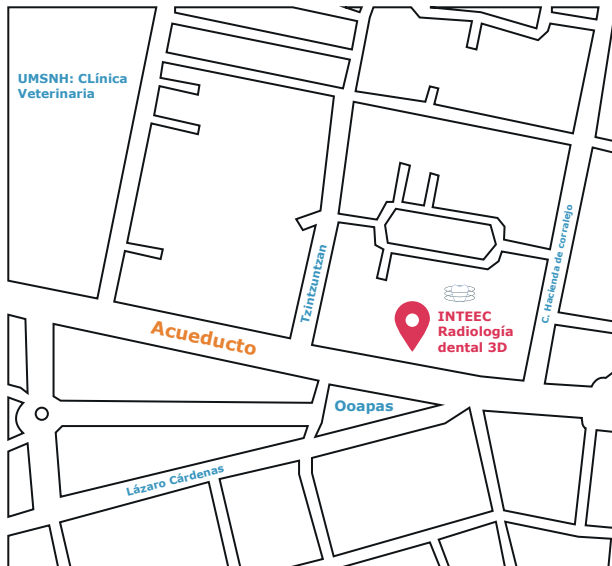 UMSNH: CLínica
Veterinaria
C. Hacienda de corralejo
Tzintzuntzan
INTEEC
Radiología
dental 3D
Acueducto
Ooapas
Lázaro Cárdenas